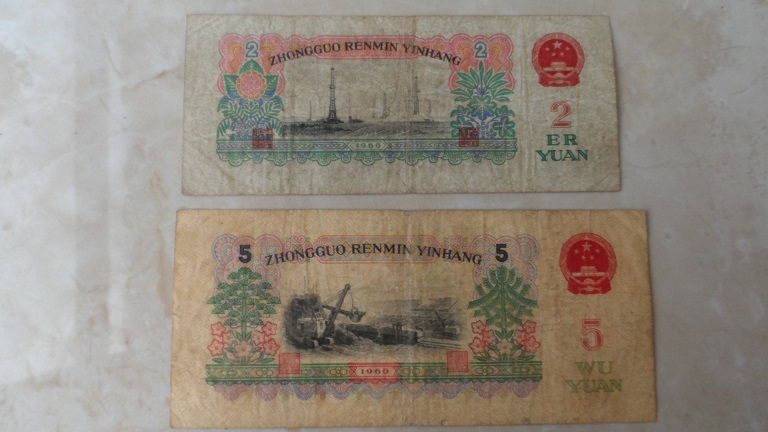 2 ZHONGGUO RENMIN YINHANG 2
2
ER
YUAN
1960
5 ZHONGGUO RENMIN YINHANG 5
5
WU
YUAN
1960